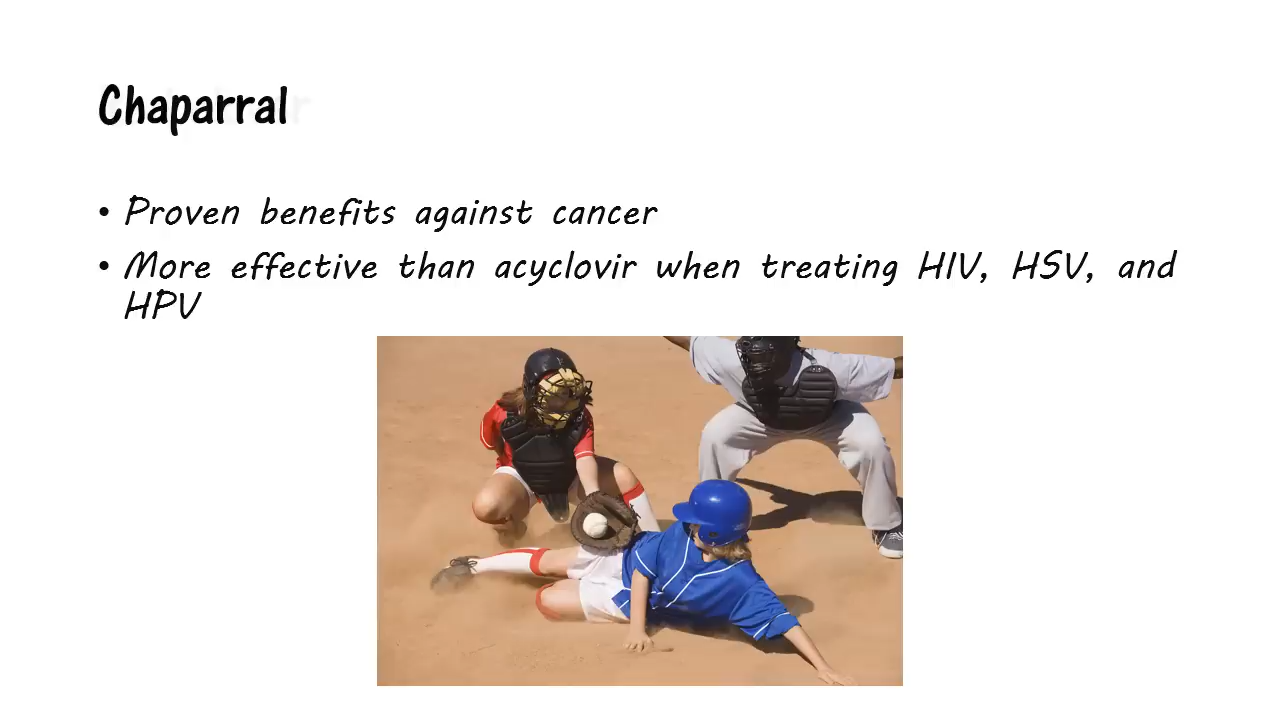 Chaparral
• Proven benefits against cancer
• More effective than acyclovir when treating HIV, HSV, and
HPV